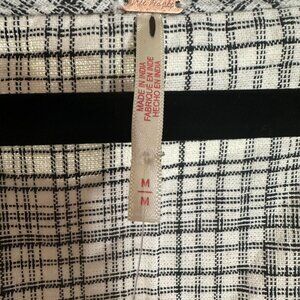 MADE IN INDIA
FABRIQUÉ EN INDE
HECHO EN INDIA
M
M